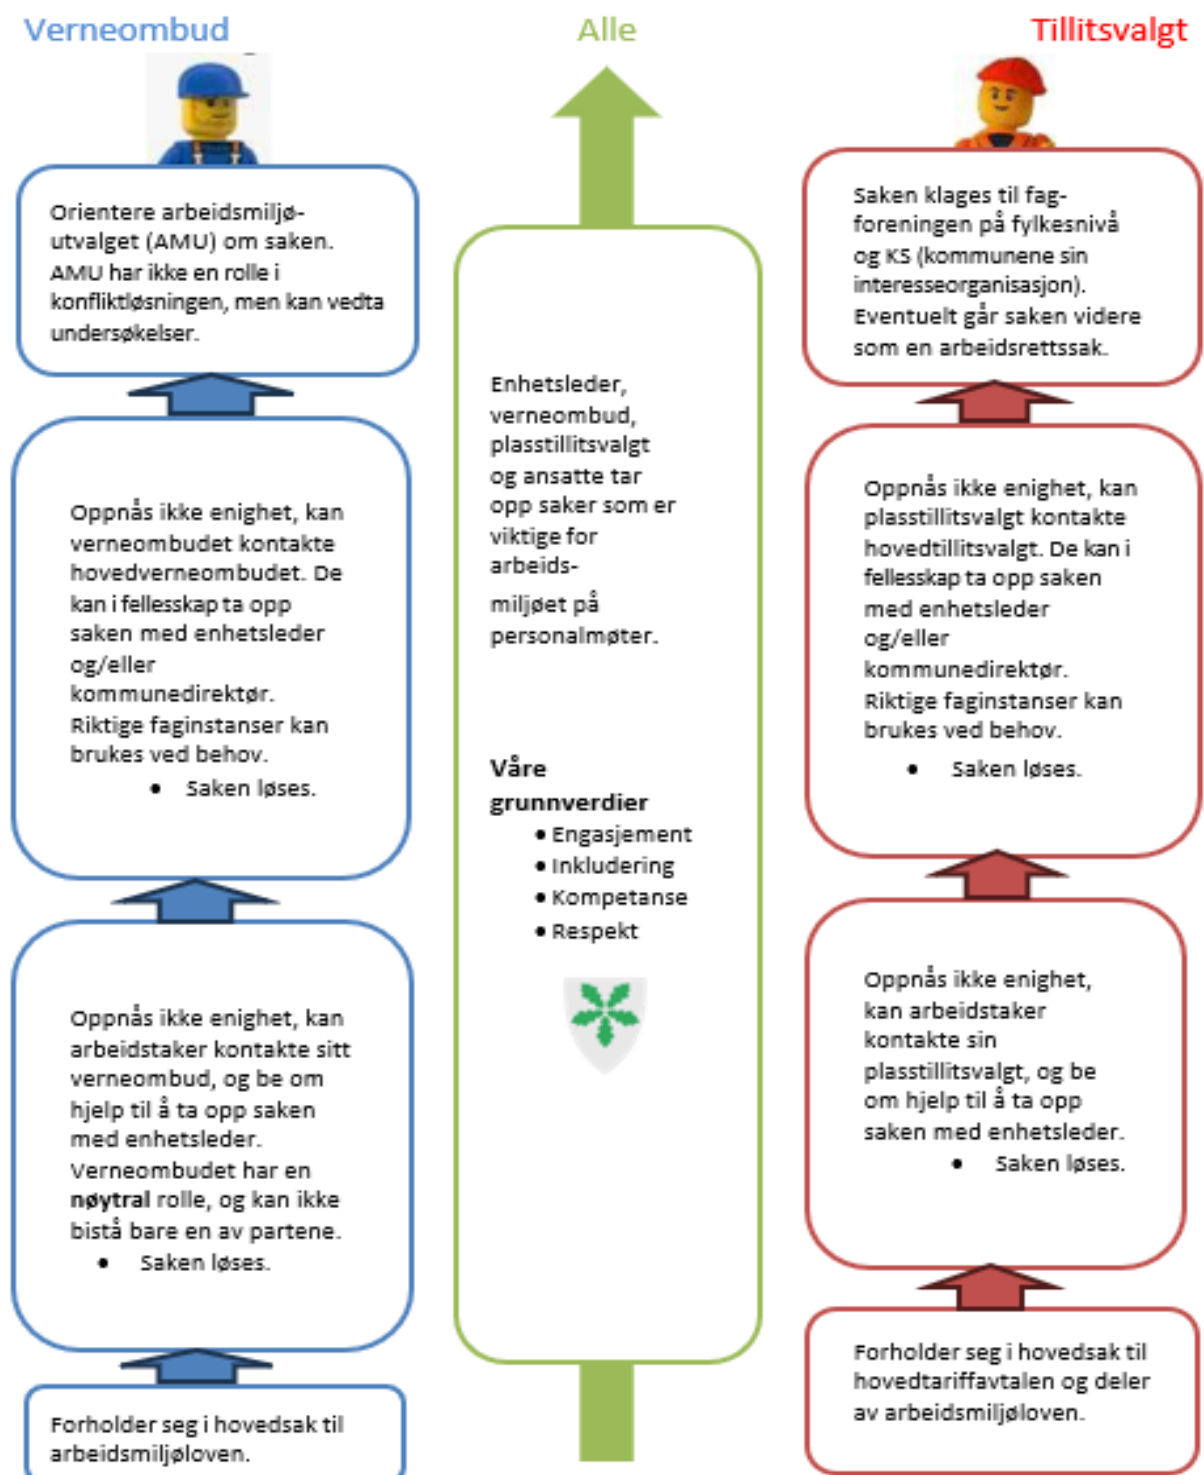 Verneombud
Orientere arbeidsmiljø-
utvalget (AMU) om saken.
AMU har ikke en rolle i
konfliktløsningen, men kan vedta
undersøkelser.
Oppnås ikke enighet, kan
verneombudet kontakte
hovedverneombudet. De
kan i fellesskap ta opp
saken med enhetsleder
og/eller
kommunedirektør.
Riktige faginstanser kan
brukes ved behov.
• Saken løses.
Oppnås ikke enighet, kan
arbeidstaker kontakte sitt
verneombud, og be om
hjelp til å ta opp saken
med enhetsleder.
Verneombudet har en
nøytral rolle, og kan ikke
bistå bare en av partene.
• Saken løses.
Forholder seg i hovedsak til
arbeidsmiljøloven.
Alle
Enhetsleder,
verneombud,
plasstillitsvalgt
og ansatte tar
opp saker som er
viktige for
arbeids-
miljøet på
personalmøter.
Våre
grunnverdier
• Engasjement
• Inkludering
• Kompetanse
• Respekt
Tillitsvalgt
Saken klages til fag-
foreningen på fylkesnivå
og KS (kommunene sin
interesseorganisasjon).
Eventuelt går saken videre
som en arbeidsrettssak.
Oppnås ikke enighet, kan
plasstillitsvalgt kontakte
hovedtillitsvalgt. De kan i
fellesskap ta opp saken
med enhetsleder
og/eller
kommunedirektør.
Riktige faginstanser kan
brukes ved behov.
• Saken løses.
Oppnås ikke enighet,
kan arbeidstaker
kontakte sin
plasstillitsvalgt, og be
om hjelp til å ta opp
saken med enhetsleder.
• Saken løses.
Forholder seg i hovedsak til
hovedtariffavtalen og deler
av arbeidsmiljøloven.